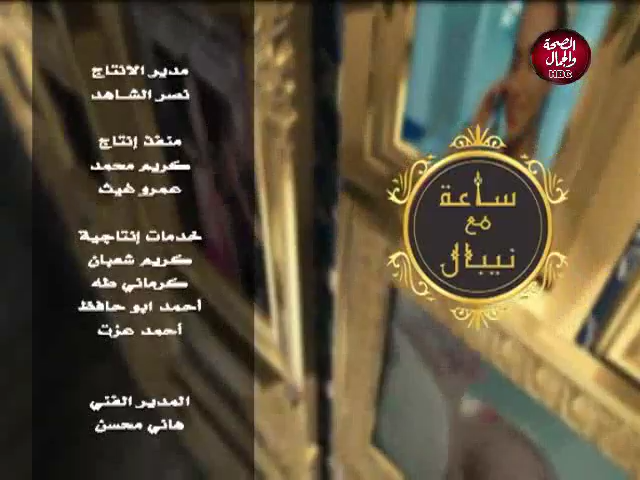 مدير الانتاج
نصر الشاهد
منفذ إنتاج
كريم محمد
عمرو غيث
خدمات إنتاجية
كريم شعبان
كرماني طه
أحمد ابو حافظ
أحمد عزت
المدير الفني
هاني محسن
ساعة
مع
نيبال
الصحة
والجمال
HBC